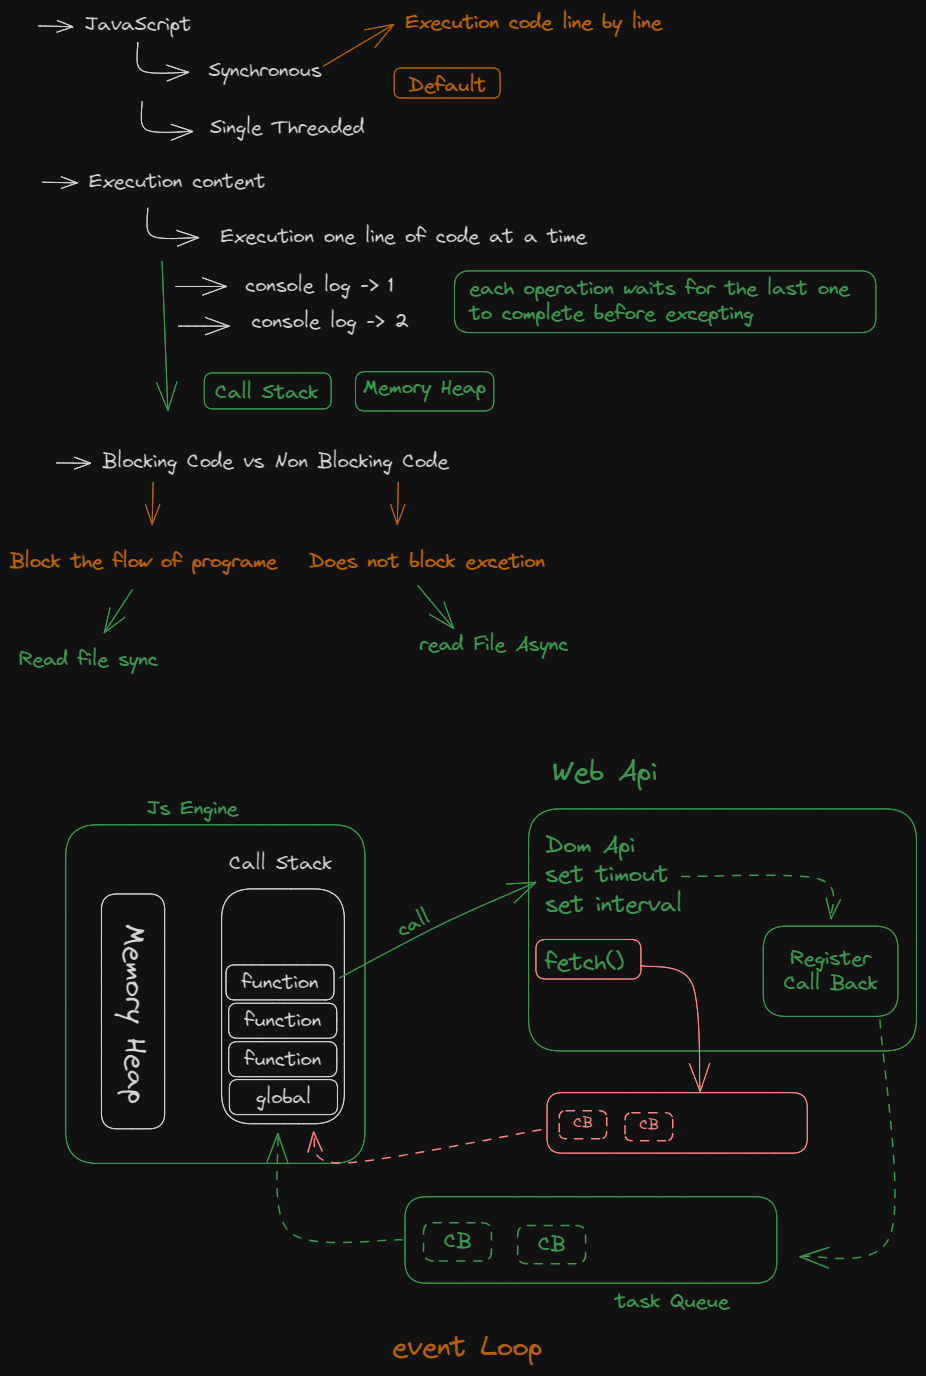 JavaScript
Execution code line by line
Synchronous
Default
Single Threaded
Execution content
Execution one line of code at a time
console log -> 1
console log -> 2
each operation waits for the last one
to complete before excepting
Call Stack
Memory Heap
Blocking Code vs Non Blocking Code
Block the flow of programe
Does not block excetion
Read file sync
read File Async
Web Api
Js Engine
Call Stack
Memory Heap
function
function
function
global
call
Dom Api
set timout
set interval
fetch()
Register
Call Back
cB
cB
cB
cB
task Queue
event Loop